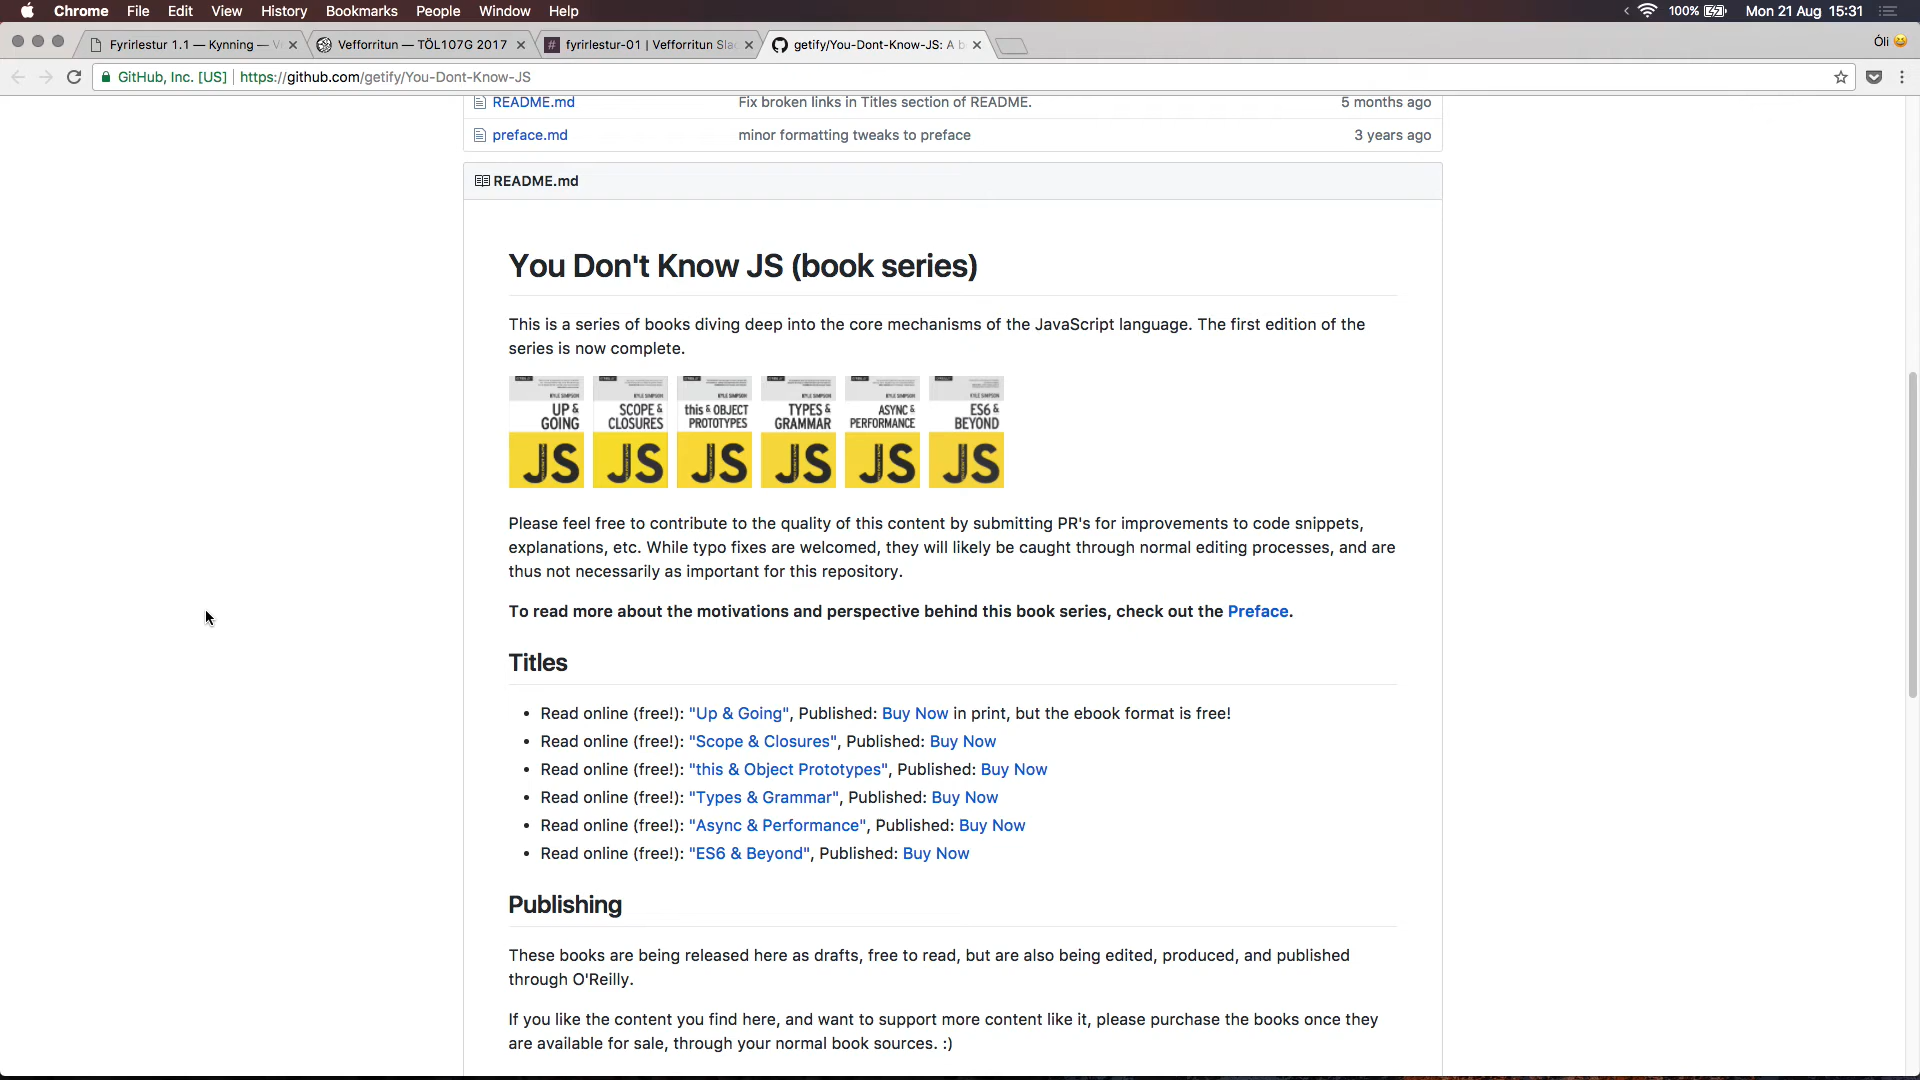 Chrome File Edit View History Bookmarks People Window Help 100% Mon 21 Aug 15:31
Fyrirlestur 1.1 — Kynning — V Vefforritun — TÖL107G 2017 fyrirlestur-01 | Vefforritun Slac getify/You-Dont-Know-JS: A b Óli
GitHub, Inc. [US] https://github.com/getify/You-Dont-Know-JS
README.md Fix broken links in Titles section of README. 5 months ago
preface.md minor formatting tweaks to preface 3 years ago
README.md
You Don't Know JS (book series)
This is a series of books diving deep into the core mechanisms of the JavaScript language. The first edition of the
series is now complete.
KYLE SIMPSON KYLE SIMPSON KYLE SIMPSON KYLE SIMPSON KYLE SIMPSON KYLE SIMPSON
UP & SCOPE & this & OBJECT TYPES & ASYNC & ES6 &
GOING CLOSURES PROTOTYPES GRAMMAR PERFORMANCE BEYOND
JS JS JS JS JS JS
Please feel free to contribute to the quality of this content by submitting PR's for improvements to code snippets,
explanations, etc. While typo fixes are welcomed, they will likely be caught through normal editing processes, and are
thus not necessarily as important for this repository.
To read more about the motivations and perspective behind this book series, check out the Preface.
Titles
• Read online (free!): "Up & Going", Published: Buy Now in print, but the ebook format is free!
• Read online (free!): "Scope & Closures", Published: Buy Now
• Read online (free!): "this & Object Prototypes", Published: Buy Now
• Read online (free!): "Types & Grammar", Published: Buy Now
• Read online (free!): "Async & Performance", Published: Buy Now
• Read online (free!): "ES6 & Beyond", Published: Buy Now
Publishing
These books are being released here as drafts, free to read, but are also being edited, produced, and published
through O'Reilly.
If you like the content you find here, and want to support more content like it, please purchase the books once they
are available for sale, through your normal book sources. :)